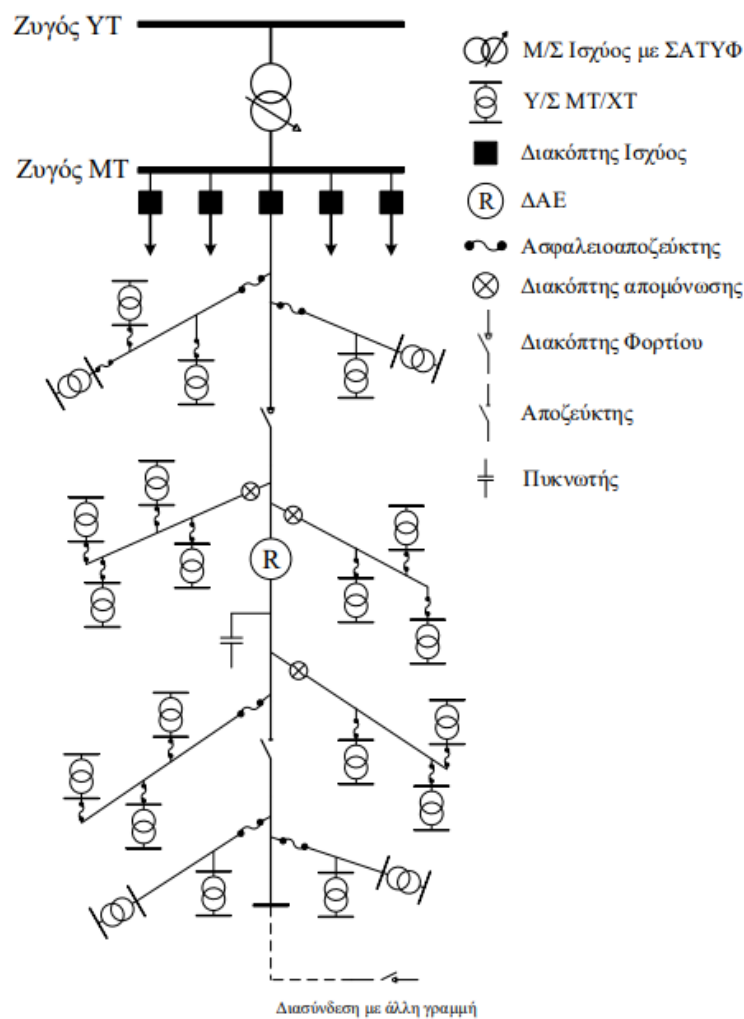 Ζυγός ΥΤ
Μ/Σ Ισχύος με ΣΑΤΥΦ
Υ/Σ ΜΤ/ΧΤ
Διακόπτης Ισχύος
Ζυγός ΜΤ
R
ΔΑΕ
Ασφαλειοαποζεύκτης
Διακόπτης απομόνωσης
Διακόπτης Φορτίου
Αποζεύκτης
Πυκνωτής
R
Διασύνδεση με άλλη γραμμή